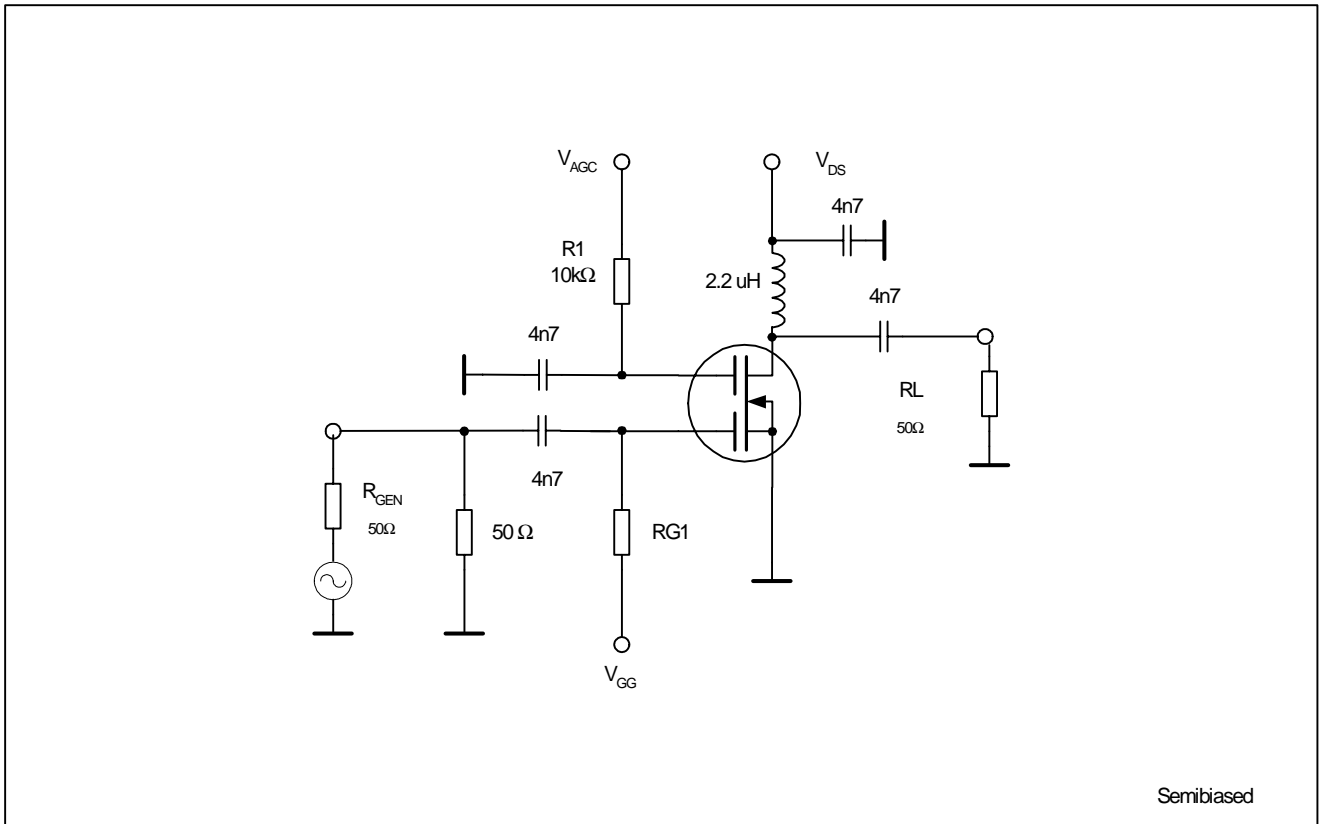 V_AGC
V_DS
4n7
R1
10kΩ
2.2 uH
4n7
4n7
RL
50Ω
4n7
R_GEN
50Ω
50 Ω
RG1
V_GG
Semibiased